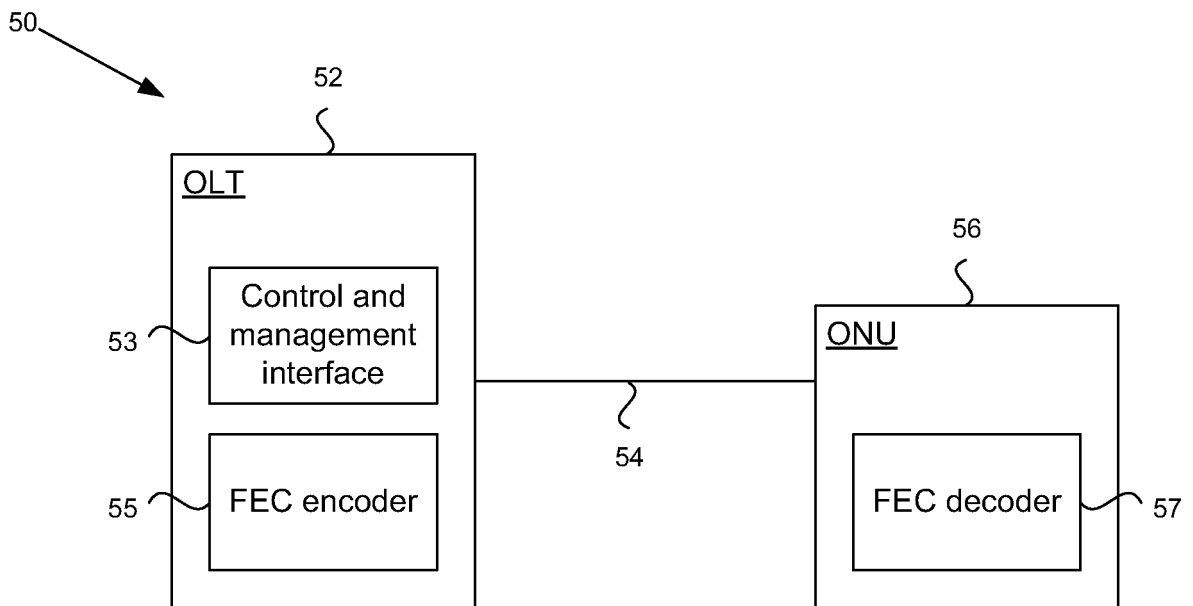 50
52
OLT
56
Control and
management
interface
53
ONU
54
55
FEC encoder
FEC decoder
57